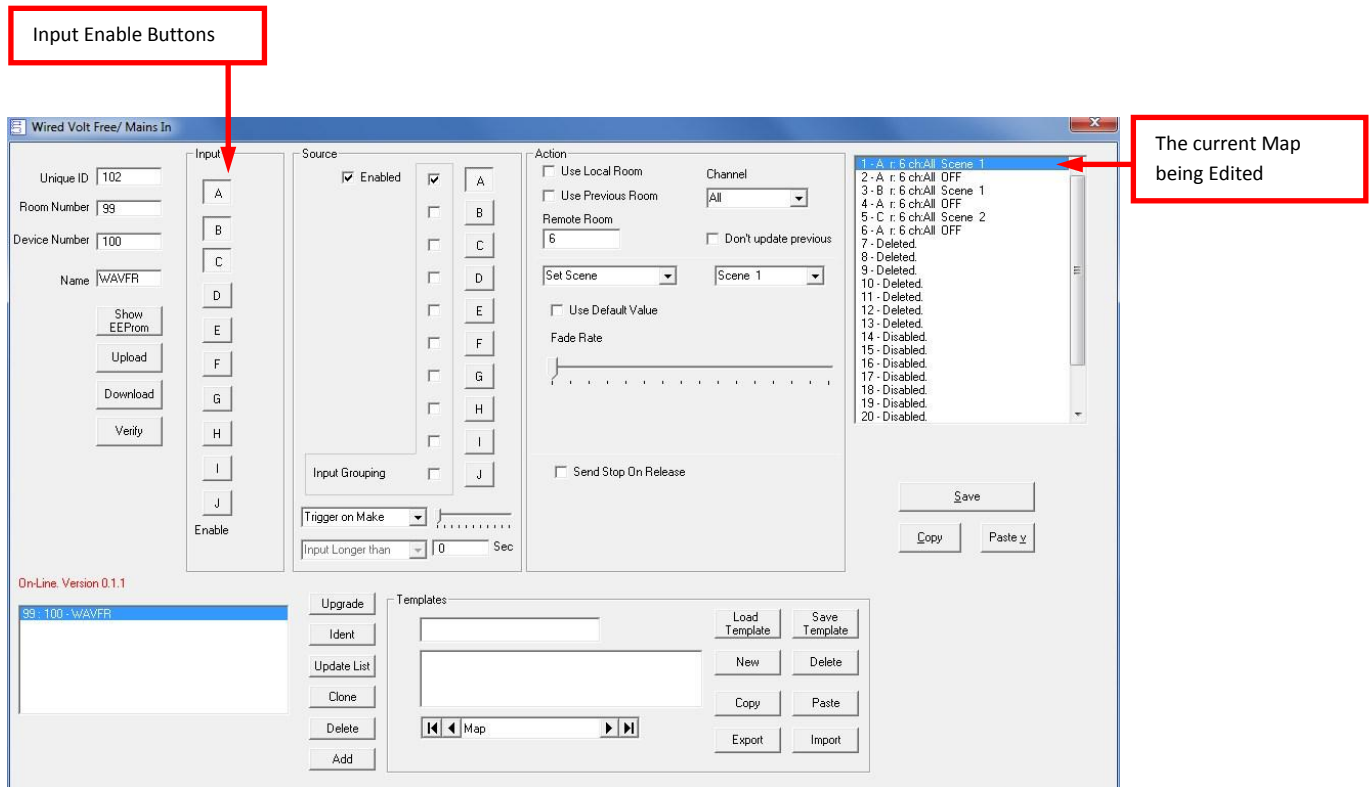 Input Enable Buttons
Wired Volt Free/ Mains In
The current Map
being Edited
Unique ID 102
Room Number 99
Device Number 100
Name WAVFR
Show
EEProm
Upload
Download
Verify
Input
A
B
C
D
E
F
G
H
I
J
Enable
Source
Enabled
A
B
C
D
E
F
G
H
I
J
Input Grouping
Trigger on Make
Input Longer than 0 Sec
Action
Use Local Room
Use Previous Room
Remote Room
6
Channel
All
Don't update previous
Set Scene Scene 1
Use Default Value
Fade Rate
Send Stop On Release
1 - A r: 6 ch:All Scene 1
2 - A r: 6 ch:All OFF
3 - B r: 6 ch:All Scene 1
4 - A r: 6 ch:All OFF
5 - C r: 6 ch:All Scene 2
6 - A r: 6 ch:All OFF
7 - Deleted.
8 - Deleted.
9 - Deleted.
10 - Deleted.
11 - Deleted.
12 - Deleted.
13 - Deleted.
14 - Disabled.
15 - Disabled.
16 - Disabled.
17 - Disabled.
18 - Disabled.
19 - Disabled.
20 - Disabled.
Save
Copy Paste v
On-Line. Version 0.1.1
99 : 100 - WAVFR
Upgrade
Ident
Update List
Clone
Delete
Add
Templates
Map
Load
Template
Save
Template
New Delete
Copy Paste
Export Import